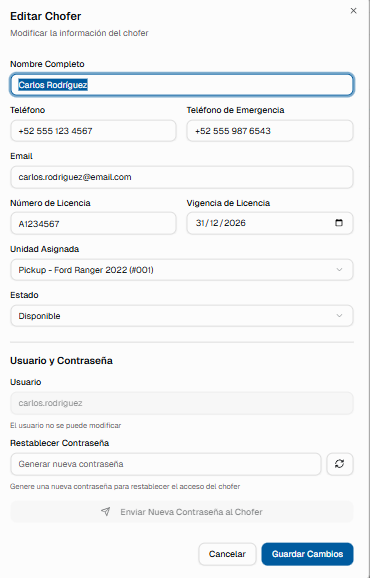 Editar Chofer
Modificar la información del chofer
Nombre Completo
Carlos Rodríguez
Teléfono
Teléfono de Emergencia
+52 555 123 4567
+52 555 987 6543
Email
carlos.rodriguez@email.com
Número de Licencia
Vigencia de Licencia
A1234567
31/12/2026
Unidad Asignada
Pickup - Ford Ranger 2022 (#001)
Estado
Disponible
Usuario y Contraseña
Usuario
carlos.rodriguez
El usuario no se puede modificar
Restablecer Contraseña
Generar nueva contraseña
Genere una nueva contraseña para restablecer el acceso del chofer
Enviar Nueva Contraseña al Chofer
Cancelar
Guardar Cambios